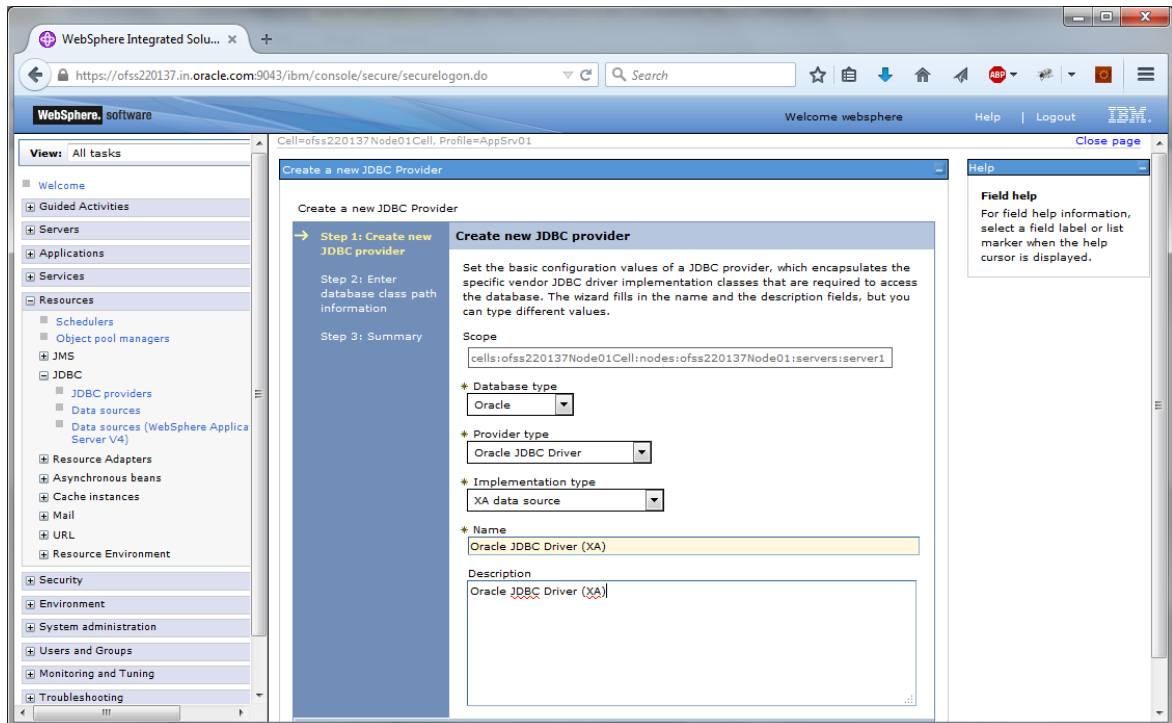 WebSphere Integrated Solu... ×
https://ofss220137.in.oracle.com:9043/ibm/console/secure/securelogon.do
Search
ABP
WebSphere. software
Welcome websphere
Help | Logout
IBM.
View: All tasks
Welcome
Guided Activities
Servers
Applications
Services
Resources
Schedulers
Object pool managers
JMS
JDBC
JDBC providers
Data sources
Data sources (WebSphere Applica
Server V4)
Resource Adapters
Asynchronous beans
Cache instances
Mail
URL
Resource Environment
Security
Environment
System administration
Users and Groups
Monitoring and Tuning
Troubleshooting
Cell=ofss220137Node01Cell, Profile=AppSrv01
Close page
Create a new JDBC Provider
Create a new JDBC Provider
Step 1: Create new
JDBC provider
Step 2: Enter
database class path
information
Step 3: Summary
Create new JDBC provider
Set the basic configuration values of a JDBC provider, which encapsulates the
specific vendor JDBC driver implementation classes that are required to access
the database. The wizard fills in the name and the description fields, but you
can type different values.
Scope
cells:ofss220137Node01Cell:nodes:ofss220137Node01:servers:server1
* Database type
Oracle
* Provider type
Oracle JDBC Driver
* Implementation type
XA data source
* Name
Oracle JDBC Driver (XA)
Description
Oracle JDBC Driver (XA)
Help
Field help
For field help information,
select a field label or list
marker when the help
cursor is displayed.